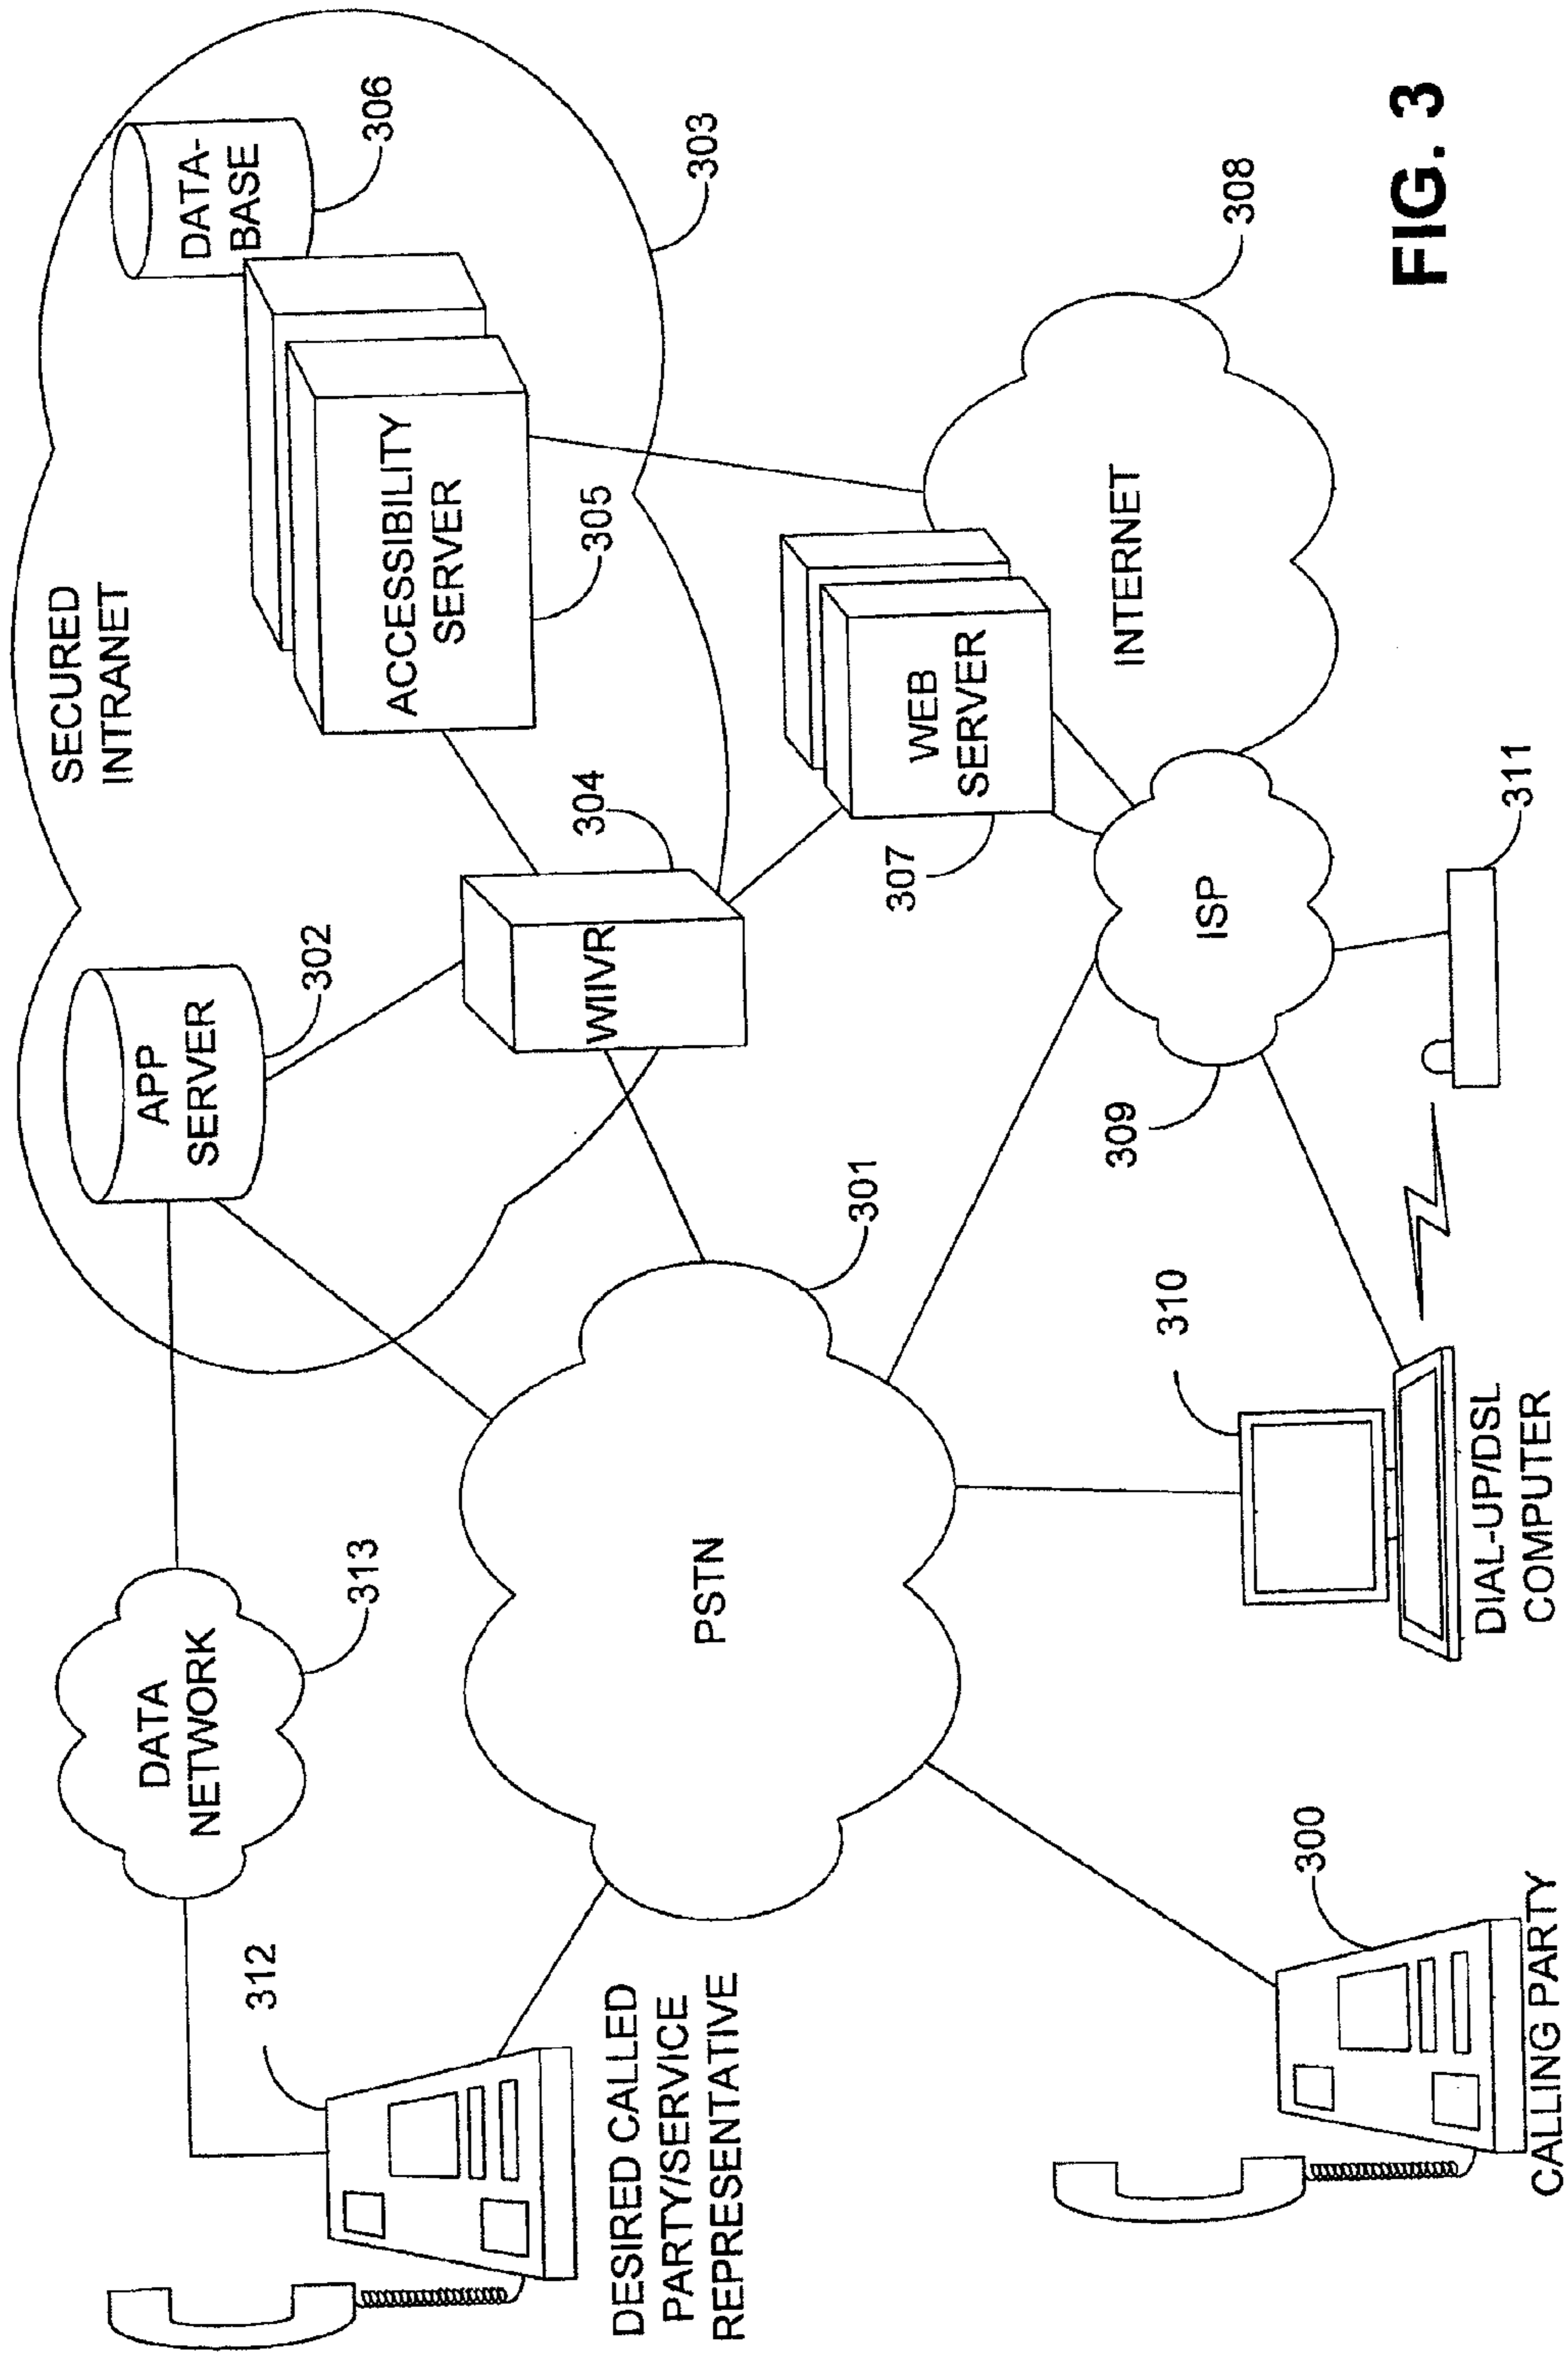 SECURED
INTRANET
DATA-
BASE
306
303
ACCESSIBILITY
SERVER
305
APP
SERVER
302
WIIVR
304
WEB
SERVER
307
INTERNET
308
ISP
309
311
DATA
NETWORK
313
PSTN
301
310
DIAL-UP/DSL
COMPUTER
312
DESIRED CALLED
PARTY/SERVICE
REPRESENTATIVE
300
CALLING PARTY
FIG. 3